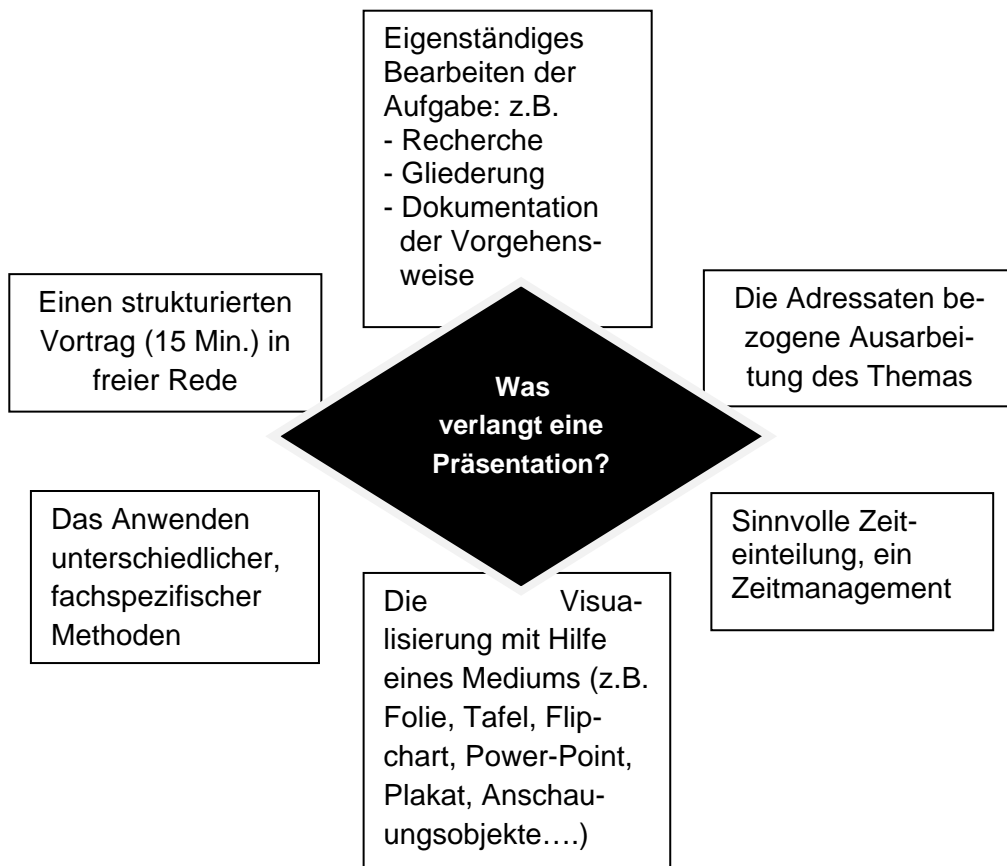 Eigenständiges
Bearbeiten der
Aufgabe: z.B.
- Recherche
- Gliederung
- Dokumentation
der Vorgehens-
weise
Einen strukturierten
Vortrag (15 Min.) in
freier Rede
Die Adressaten be-
zogene Ausarbei-
tung des Themas
Was
verlangt eine
Präsentation?
Das Anwenden
unterschiedlicher,
fachspezifischer
Methoden
Sinnvolle Zeit-
einteilung, ein
Zeitmanagement
Die Visua-
lisierung mit Hilfe
eines Mediums (z.B.
Folie, Tafel, Flip-
chart, Power-Point,
Plakat, Anschau-
ungsobjekte….)